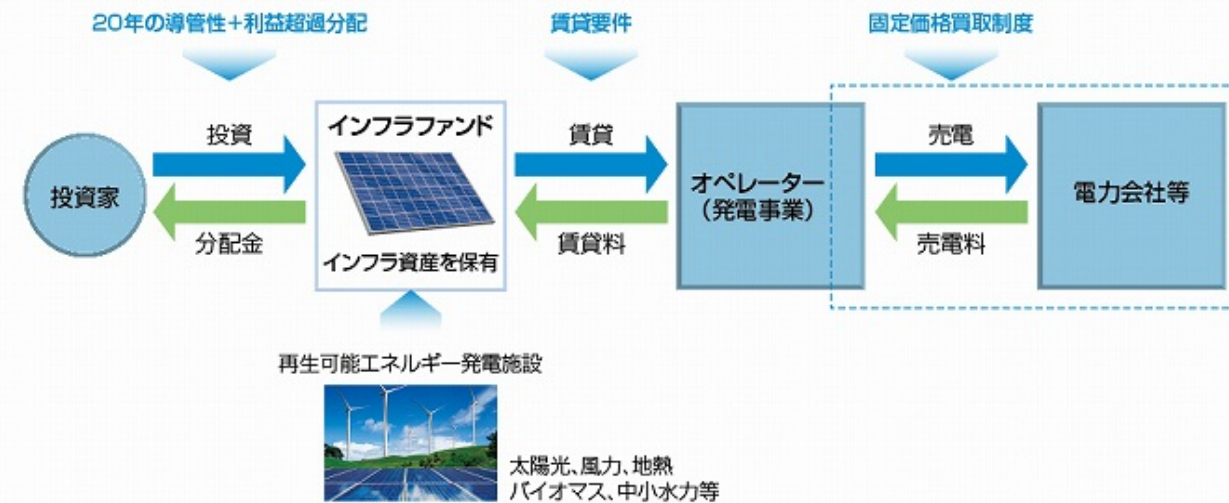 20年の導管性+利益超過分配
賃貸要件
固定価格買取制度
投資家
投資
分配金
インフラファンド
インフラ資産を保有
賃貸
賃貸料
オペレーター
(発電事業)
売電
売電料
電力会社等
再生可能エネルギー発電施設
太陽光、風力、地熱
バイオマス、中小水力等